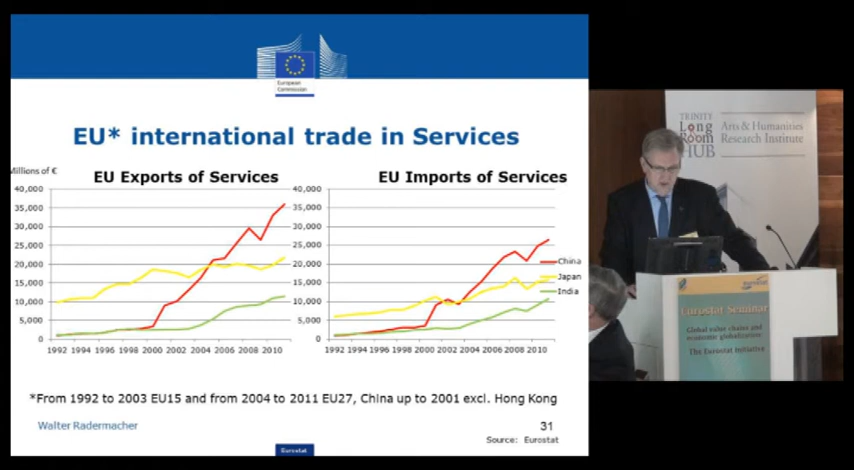 European
Commission
EU* international trade in Services
Millions of €
EU Exports of Services
40,000
35,000
30,000
25,000
20,000
15,000
10,000
5,000
0
1992 1994 1996 1998 2000 2002 2004 2006 2008 2010
EU Imports of Services
40,000
35,000
30,000
25,000
20,000
15,000
10,000
5,000
0
1992 1994 1996 1998 2000 2002 2004 2006 2008 2010
China
Japan
India
*From 1992 to 2003 EU15 and from 2004 to 2011 EU27, China up to 2001 excl. Hong Kong
Walter Radermacher
31
Source: Eurostat
Eurostat
TRINITY
LONG
ROOM
HUB
Arts & Humanities
Research Institute
eurostat
Eurostat Seminar
Global value chains and
economic globalization:
The Eurostat Initiative